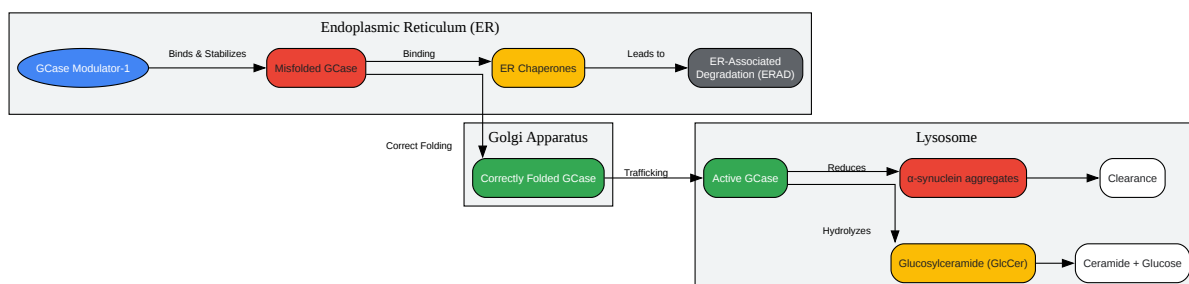 Endoplasmic Reticulum (ER)
GCase Modulator-1
Binds & Stabilizes
Misfolded GCase
Binding
ER Chaperones
Leads to
ER-Associated
Degradation (ERAD)
Correct Folding
Golgi Apparatus
Correctly Folded GCase
Trafficking
Lysosome
Active GCase
Reduces
α-synuclein aggregates
Clearance
Hydrolyzes
Glucosylceramide (GlcCer)
Ceramide + Glucose